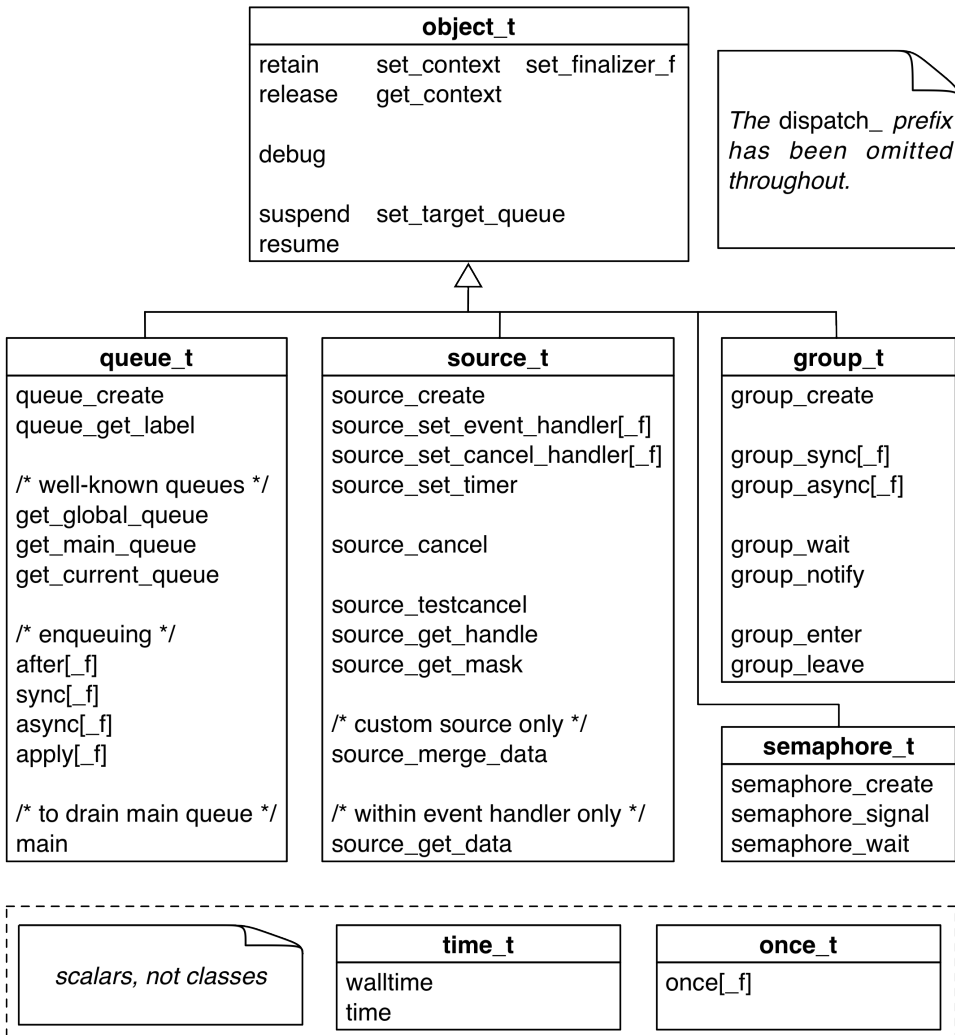 object_t
retain set_context set_finalizer_f
release get_context
debug
suspend set_target_queue
resume
The dispatch_ prefix
has been omitted
throughout.
queue_t
queue_create
queue_get_label
/* well-known queues */
get_global_queue
get_main_queue
get_current_queue
/* enqueuing */
after[_f]
sync[_f]
async[_f]
apply[_f]
/* to drain main queue */
main
source_t
source_create
source_set_event_handler[_f]
source_set_cancel_handler[_f]
source_set_timer
source_cancel
source_testcancel
source_get_handle
source_get_mask
/* custom source only */
source_merge_data
/* within event handler only */
source_get_data
group_t
group_create
group_sync[_f]
group_async[_f]
group_wait
group_notify
group_enter
group_leave
semaphore_t
semaphore_create
semaphore_signal
semaphore_wait
scalars, not classes
time_t
walltime
time
once_t
once[_f]